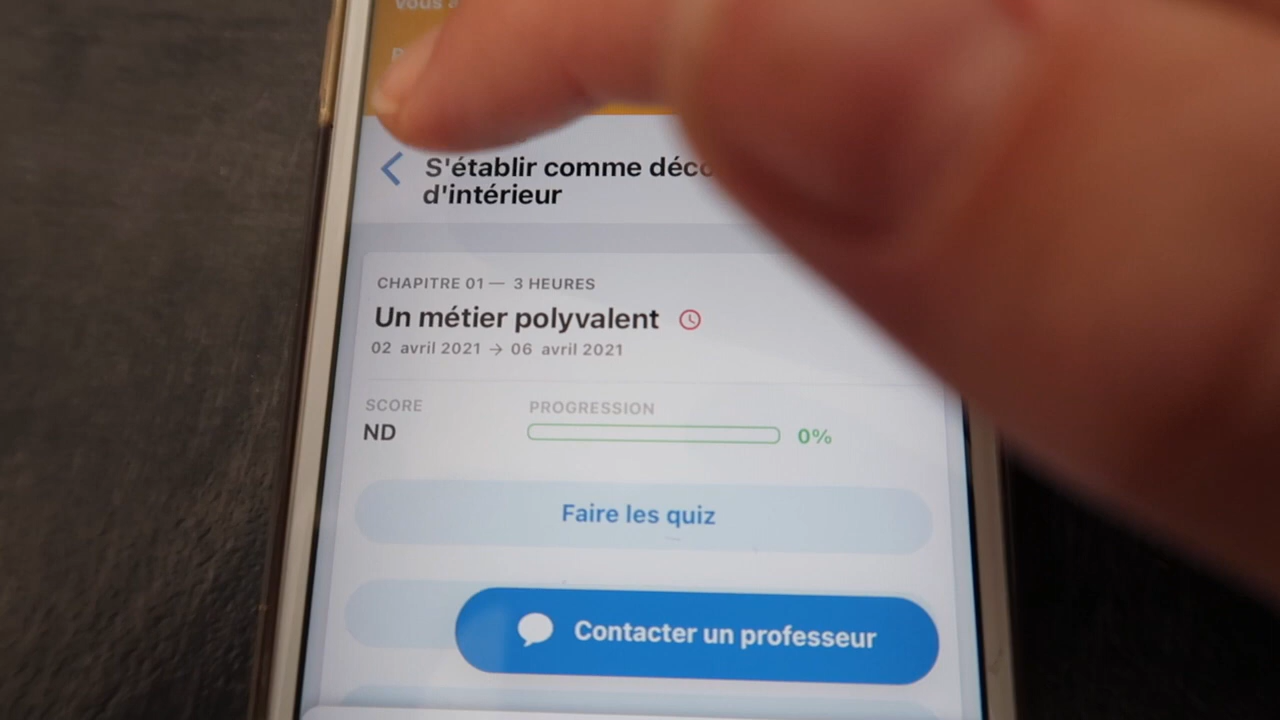 S'établir comme
d'intérieur
CHAPITRE 01 — 3 HEURES
Un métier polyvalent
02 avril 2021 → 06 avril 2021
SCORE
PROGRESSION
ND
0%
Faire les quiz
Contacter un professeur